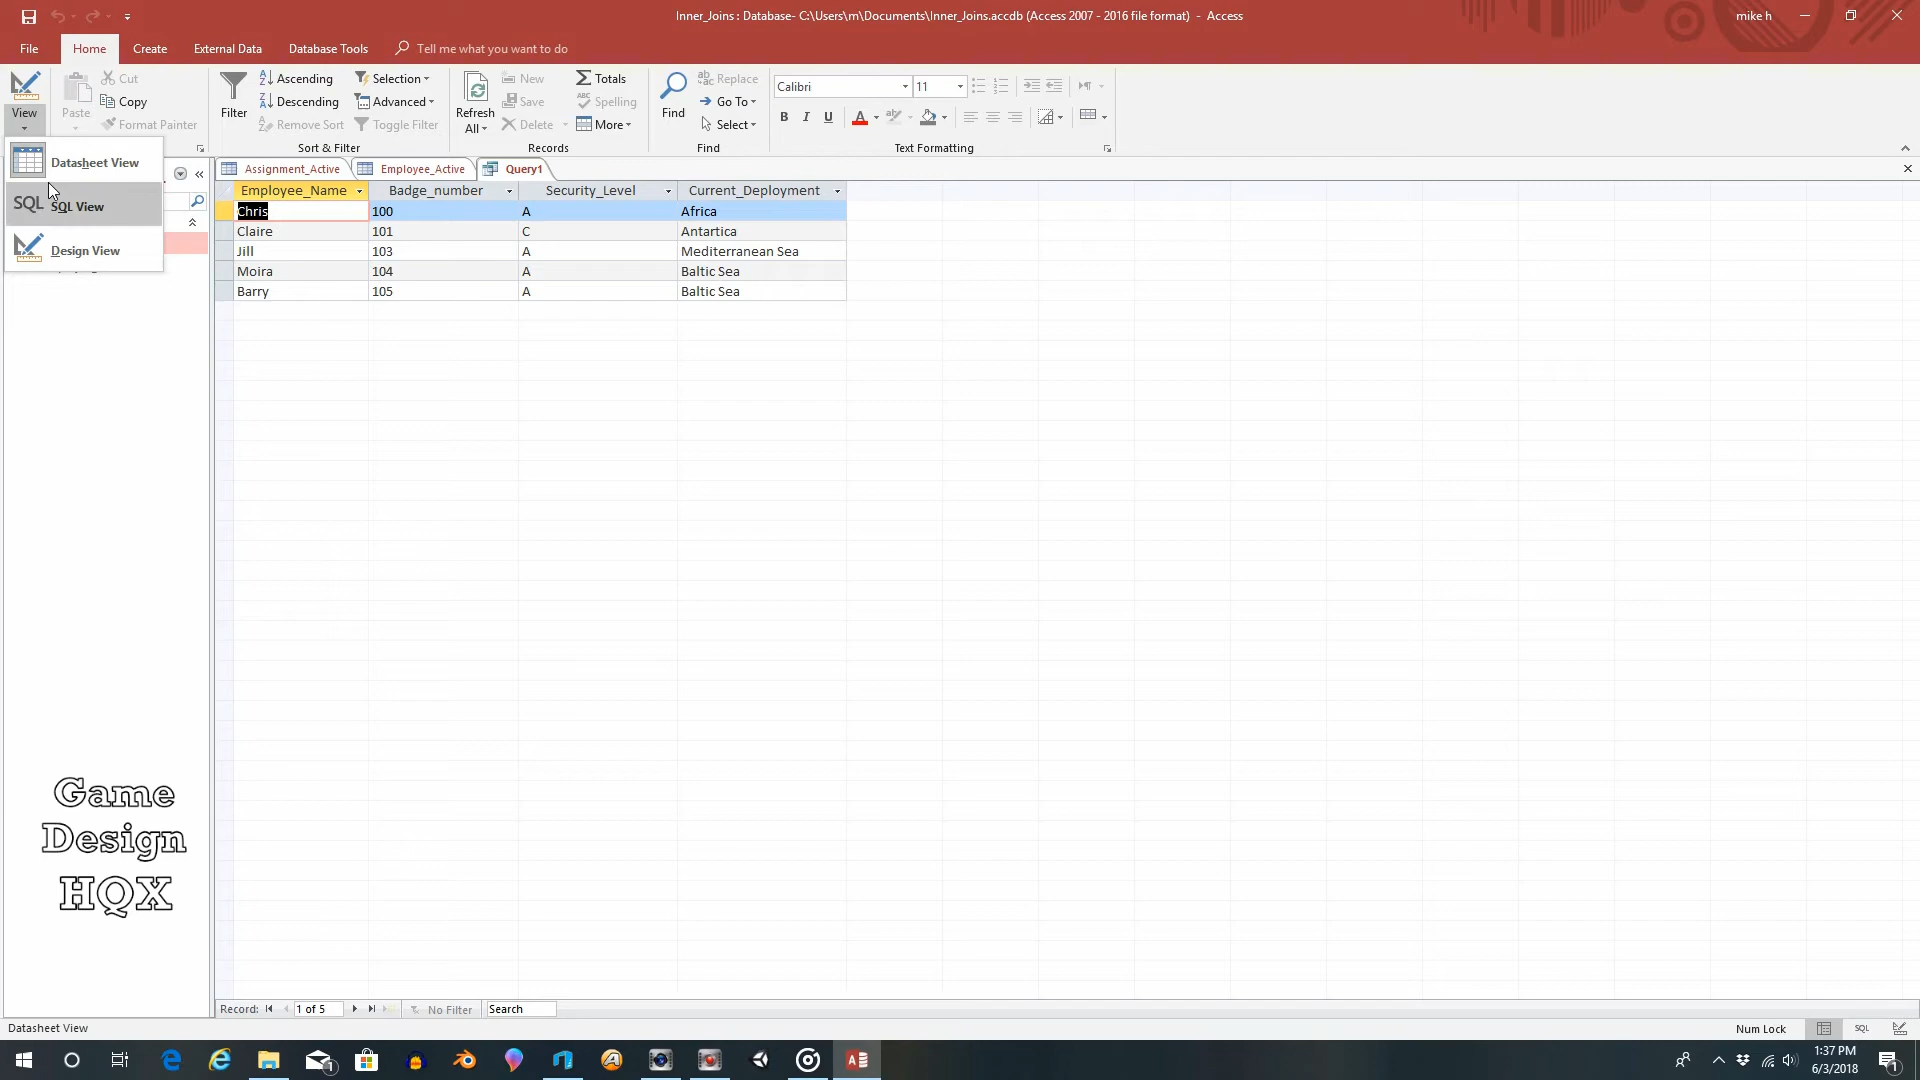 Inner_Joins : Database- C:\Users\m\Documents\Inner_Joins.accdb (Access 2007 - 2016 file format) - Access
mike h
File Home Create External Data Database Tools Tell me what you want to do
View
Paste
Cut
Copy
Format Painter
Filter
Ascending
Descending
Remove Sort
Selection
Advanced
Toggle Filter
Sort & Filter
Refresh
All
New
Save
Delete
Totals
Spelling
More
Records
Find
Replace
Go To
Select
Find
Calibri 11
B I U A
Text Formatting
Datasheet View
SQL SQL View
Design View
Assignment_Active Employee_Active Query1
Employee_Name Badge_number Security_Level Current_Deployment
Chris 100 A Africa
Claire 101 C Antartica
Jill 103 A Mediterranean Sea
Moira 104 A Baltic Sea
Barry 105 A Baltic Sea
Game
Design
HQX
Record: 1 of 5 No Filter Search
Datasheet View Num Lock SQL
1:37 PM
6/3/2018